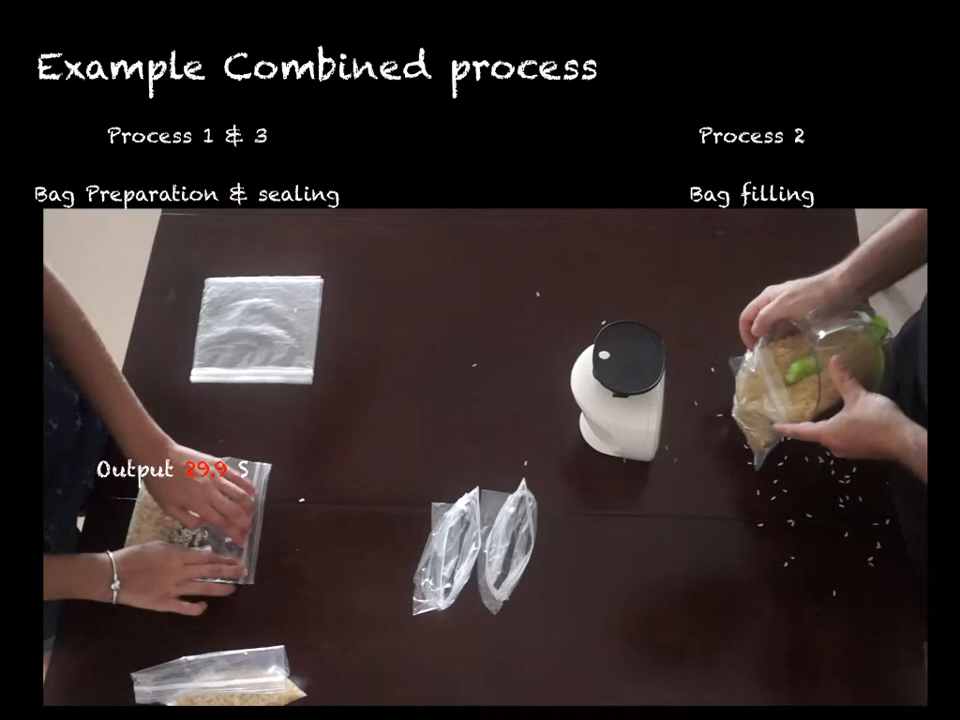 Example Combined process
Process 1 & 3
Process 2
Bag Preparation & sealing
Bag filling
Output 29.9 S